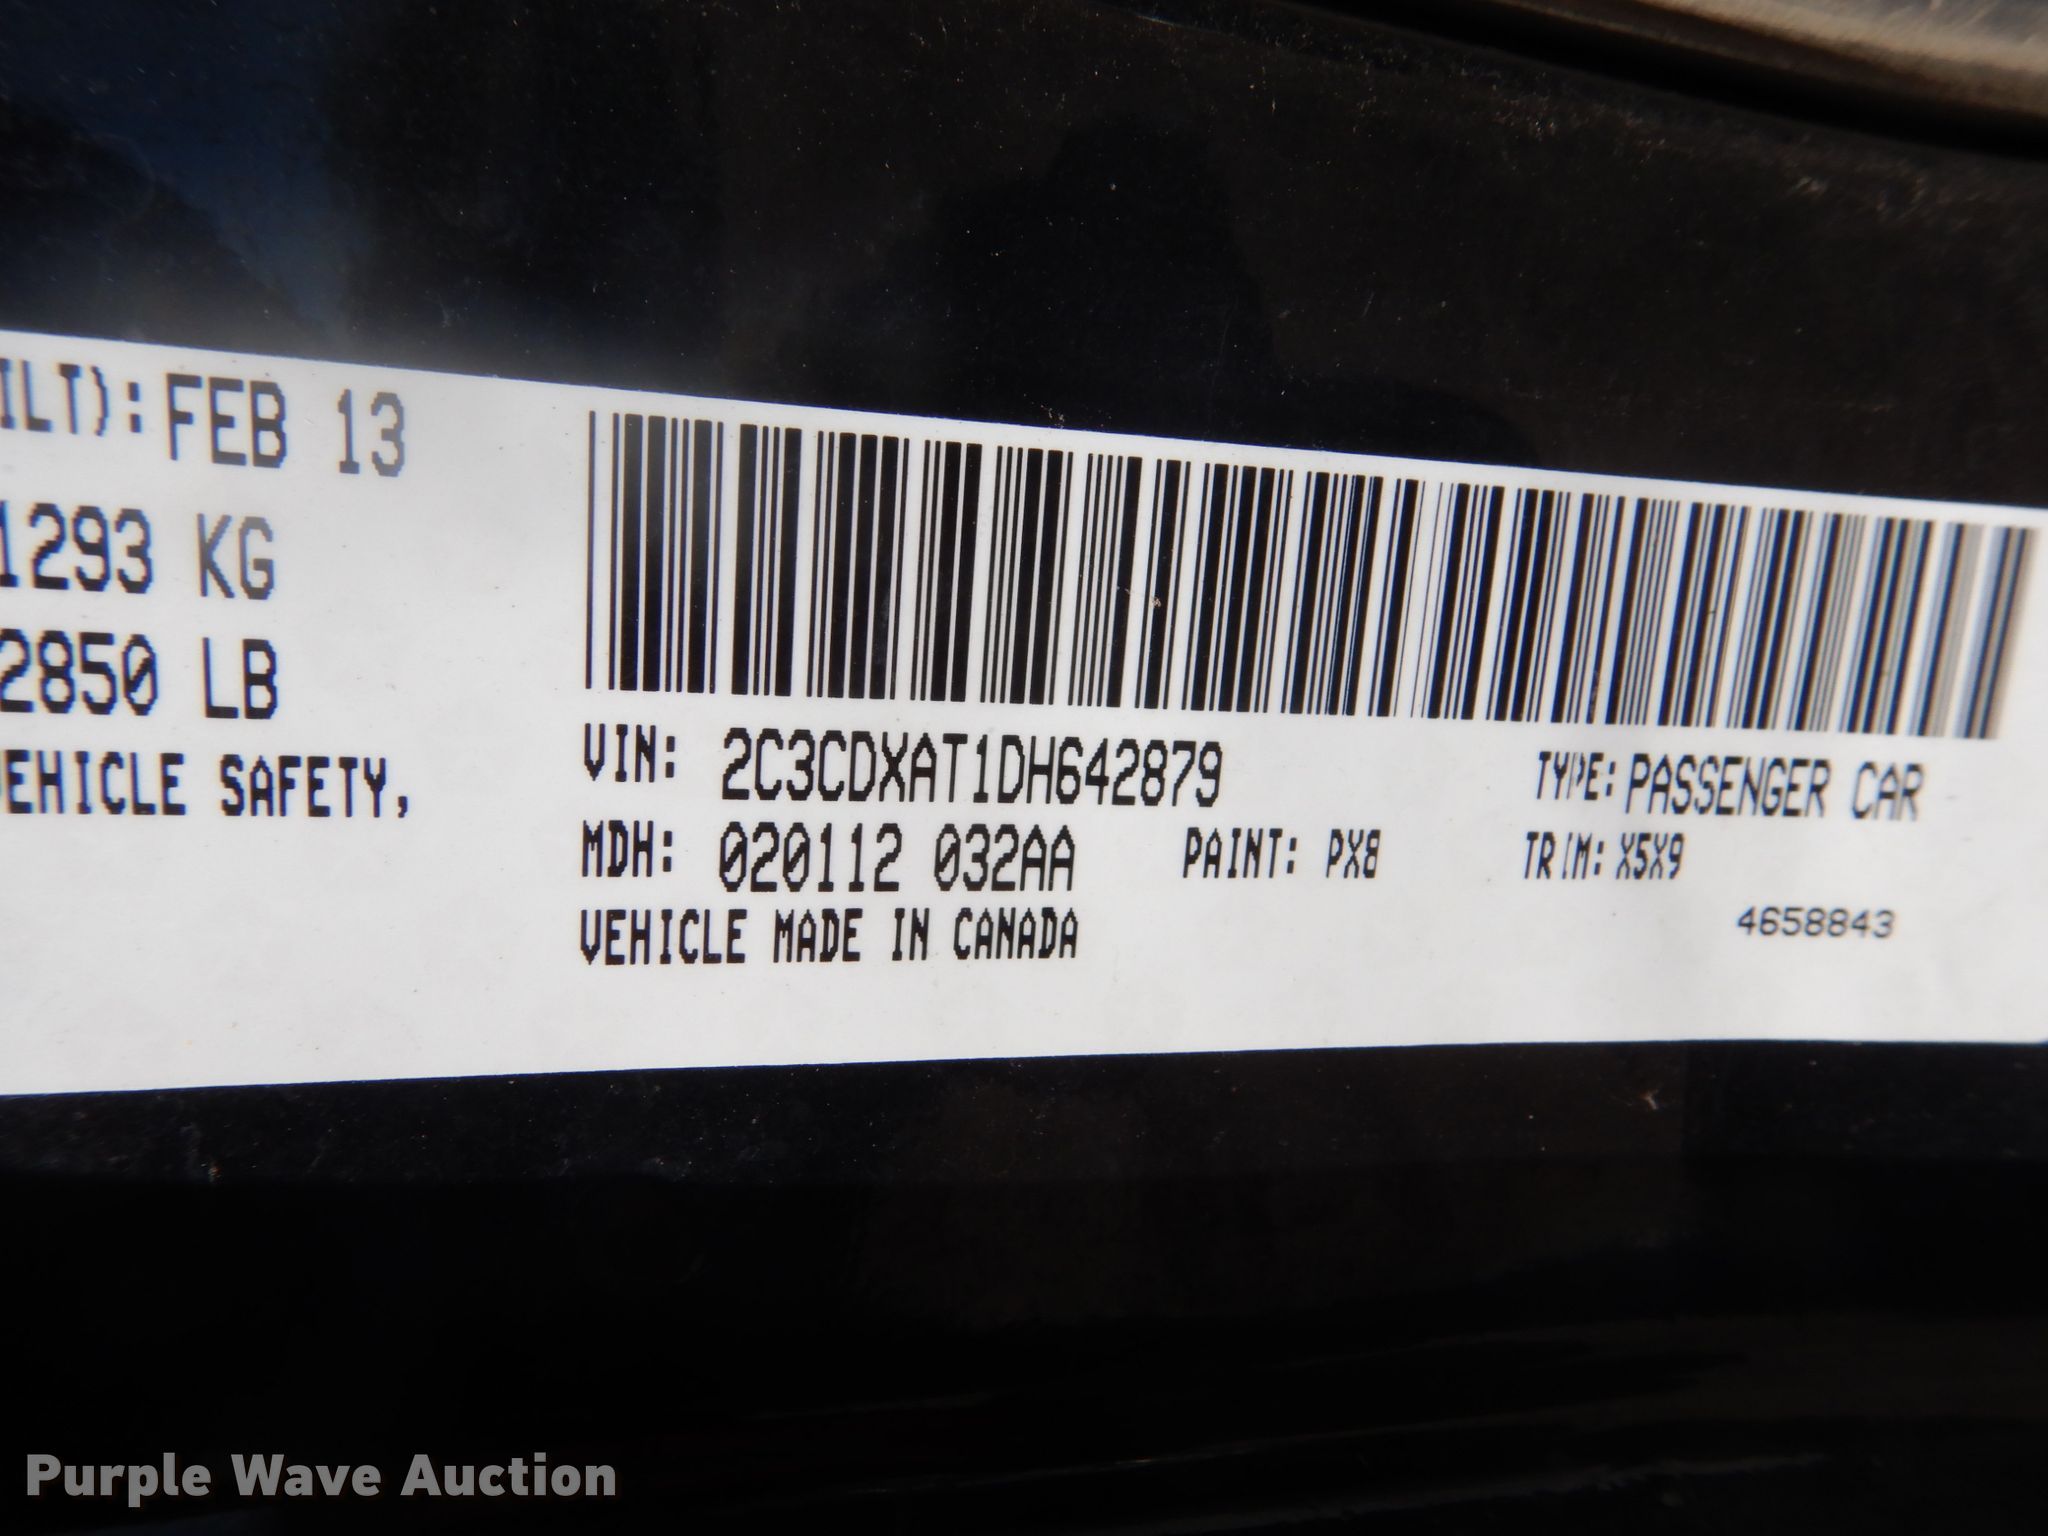 ILT): FEB 13
1293 KG
2850 LB
EHICLE SAFETY,
VIN: 2C3CDXAT1DH642879 TYPE: PASSENGER CAR
MDH: 020112 032AA PAINT: PX8 TRIM: X5X9
VEHICLE MADE IN CANADA 4658843
Purple Wave Auction